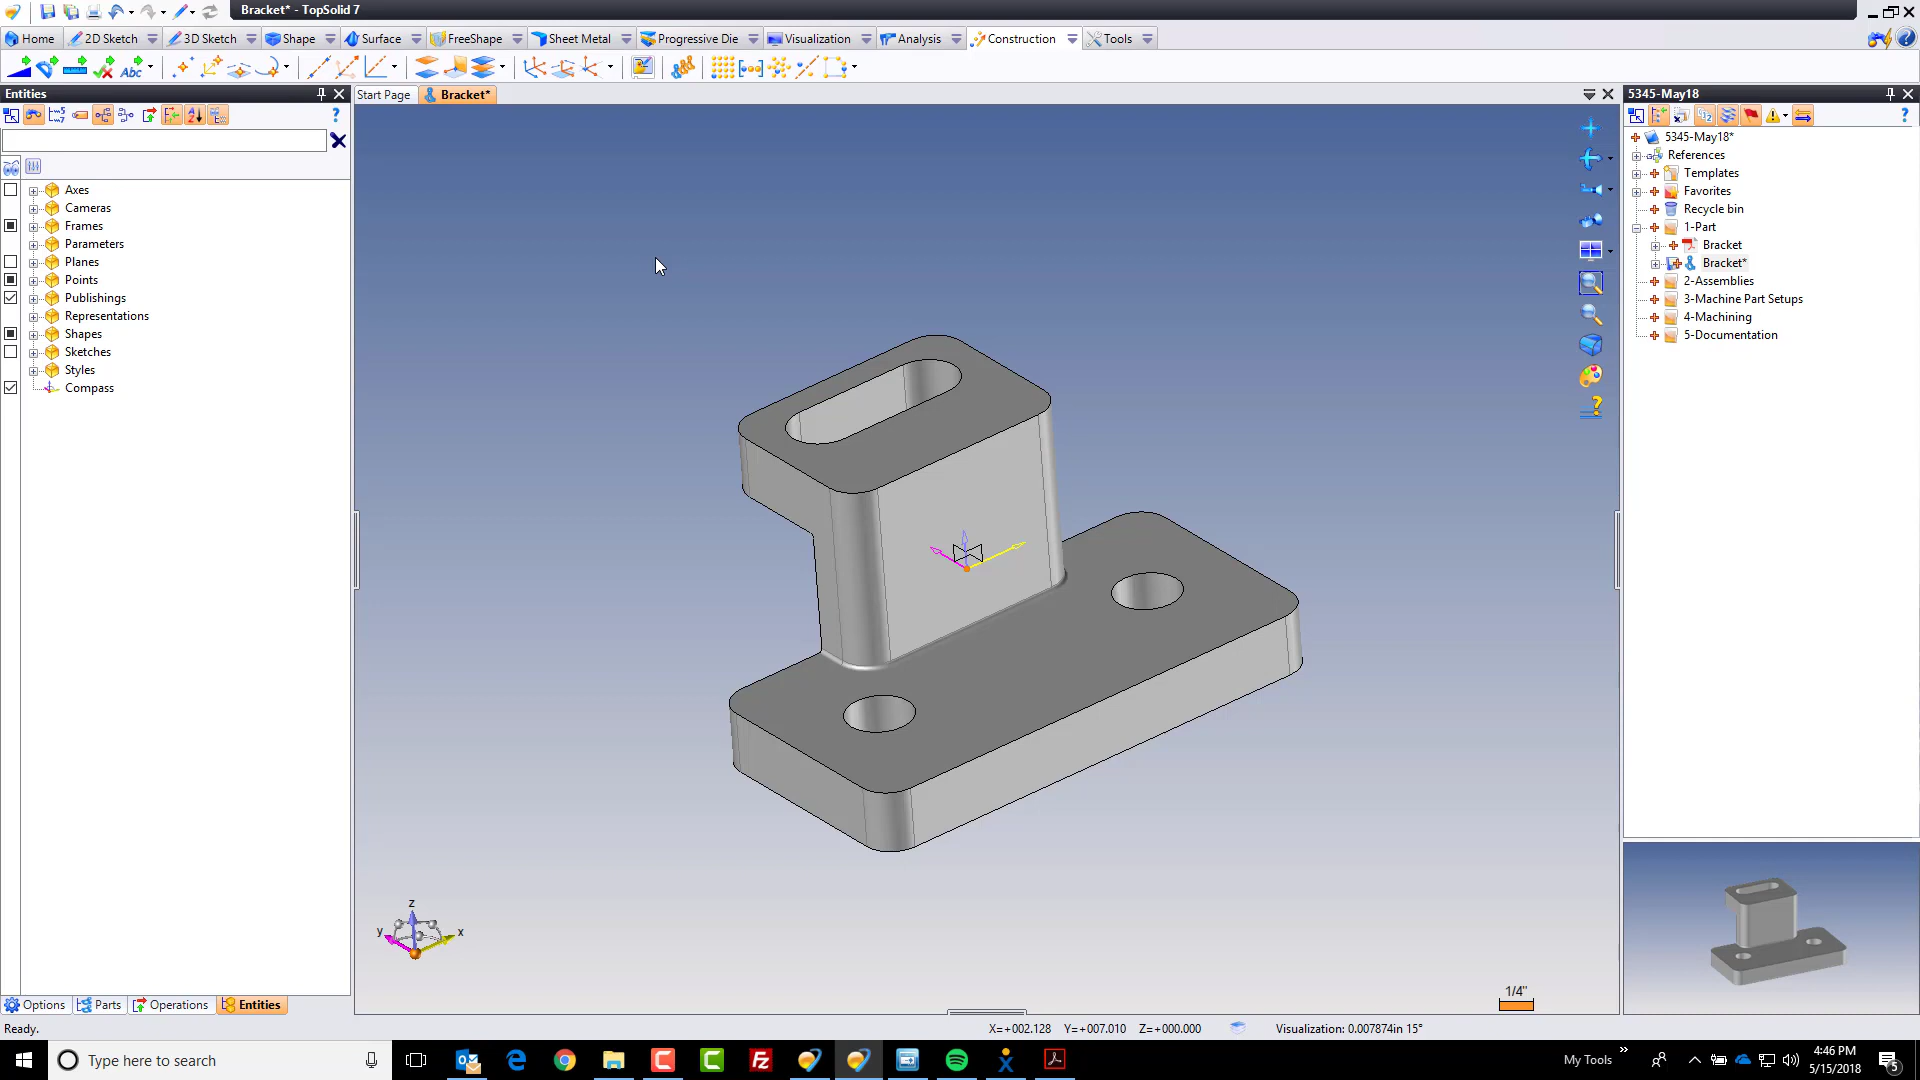 Bracket* - TopSolid 7
Home 2D Sketch 3D Sketch Shape Surface FreeShape Sheet Metal Progressive Die Visualization Analysis Construction Tools
Abc
Entities
Start Page
Bracket*
5345-May18
Axes
Cameras
Frames
Parameters
Planes
Points
Publishings
Representations
Shapes
Sketches
Styles
Compass
5345-May18*
References
Templates
Favorites
Recycle bin
1-Part
Bracket
Bracket*
2-Assemblies
3-Machine Part Setups
4-Machining
5-Documentation
z
y
x
1/4"
Options Parts Operations Entities
Ready.
X=+002.128 Y=+007.010 Z=+000.000
Visualization: 0.007874in 15°
Type here to search
My Tools
4:46 PM
5/15/2018
5